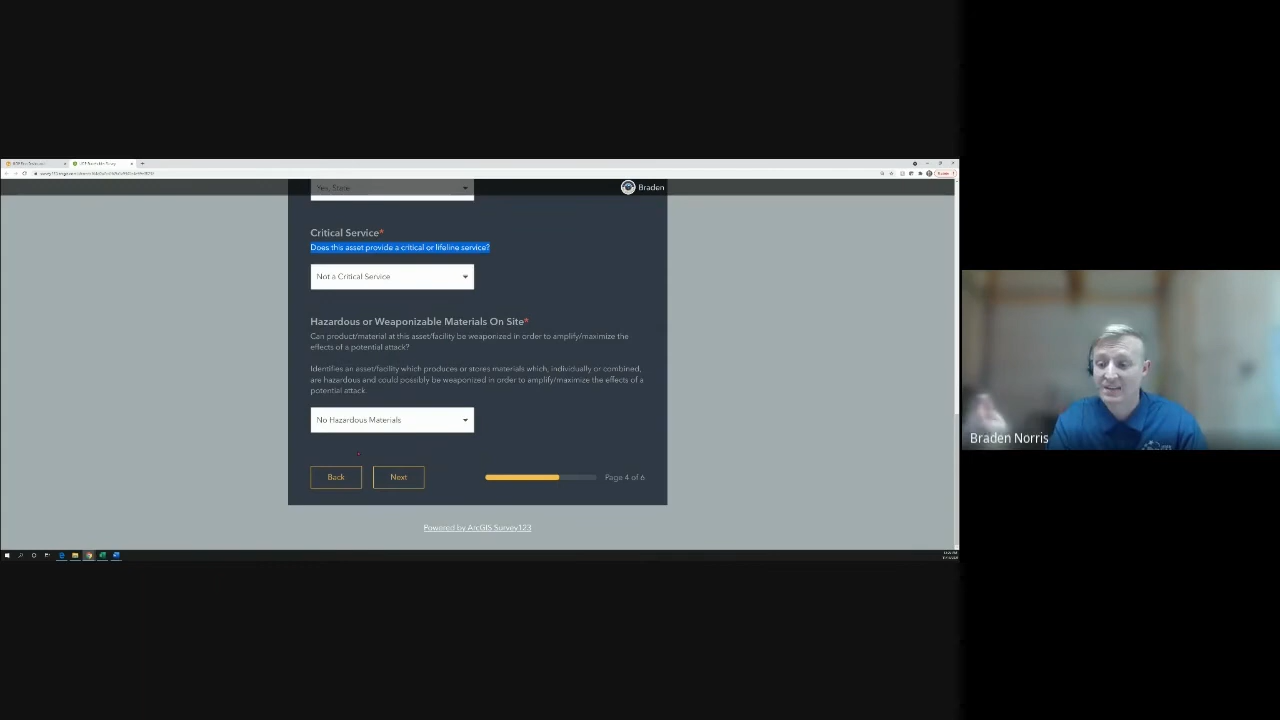 Yes, State
Braden
Critical Service*
Does this asset provide a critical or lifeline service?
Not a Critical Service
Hazardous or Weaponizable Materials On Site*
Can product/material at this asset/facility be weaponized in order to amplify/maximize the
effects of a potential attack?
Identifies an asset/facility which produces or stores materials which, individually or combined,
are hazardous and could possibly be weaponized in order to amplify/maximize the effects of a
potential attack.
No Hazardous Materials
Back
Next
Page 4 of 6
Powered by ArcGIS Survey123
Braden Norris